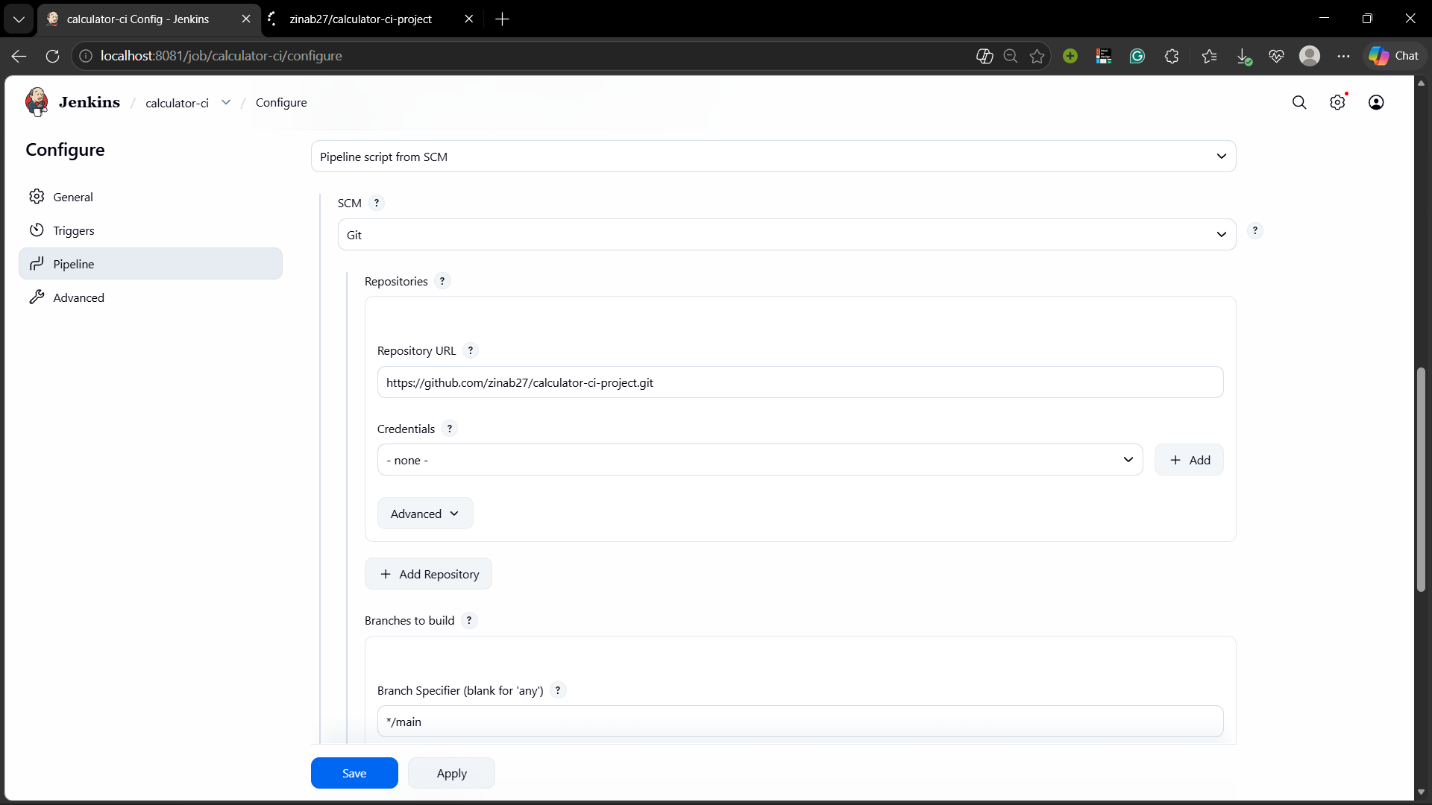 calculator-ci Config - Jenkins
zinab27/calculator-ci-project
localhost:8081/job/calculator-ci/configure
Chat
Jenkins / calculator-ci / Configure
Configure
General
Triggers
Pipeline
Advanced
Pipeline script from SCM
SCM ?
Git
?
Repositories ?
Repository URL ?
https://github.com/zinab27/calculator-ci-project.git
Credentials ?
- none -
+ Add
Advanced
+ Add Repository
Branches to build ?
Branch Specifier (blank for 'any') ?
*/main
Save
Apply